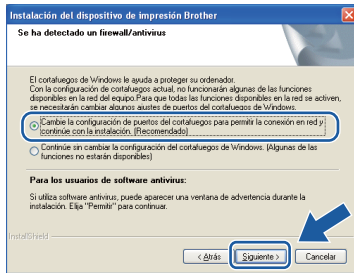 Instalación del dispositivo de impresión Brother
Se ha detectado un firewall/antivirus
El cortafuegos de Windows le ayuda a proteger su ordenador.
Con la configuración de cortafuegos actual, no funcionarán algunas de las funciones
disponibles en la red del equipo.Para que todas las funciones disponibles en la red se activen,
se necesitarán cambiar algunos ajustes de puertos del cortafuegos de Windows.
Cambie la configuración de puertos del cortafuegos para permitir la conexión en red y
continúe con la instalación. (Recomendado)
Continúe sin cambiar la configuración del cortafuegos de Windows. (Algunas de las
funciones no estarán disponibles)
Para los usuarios de software antivirus:
Si utiliza software antivirus, puede aparecer una ventana de advertencia durante la
instalación. Elija "Permitir" para continuar.
InstallShield
< Atrás
Siguiente >
Cancelar